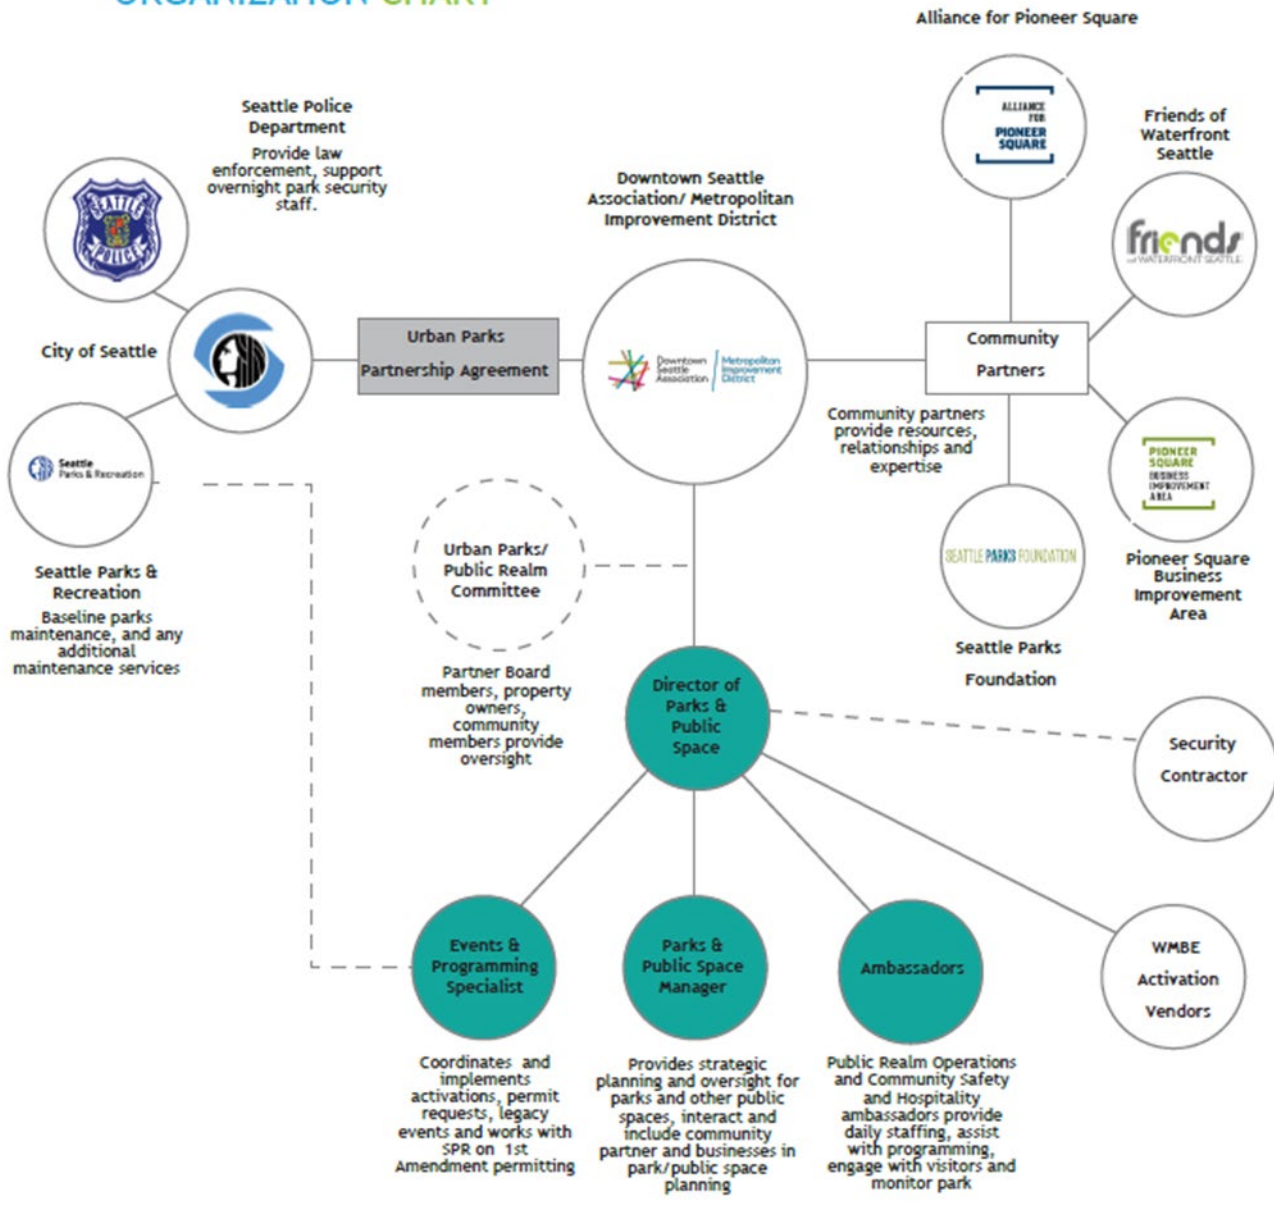 ORGANIZATION CHART
Alliance for Pioneer Square
ALLIANCE
FOR
PIONEER
SQUARE
Friends of
Waterfront
Seattle
friends
of WATERFRONT SEATTLE
Seattle Police
Department
Provide law
enforcement, support
overnight park security
staff.
SEATTLE
POLICE
Downtown Seattle
Association/ Metropolitan
Improvement District
City of Seattle
Urban Parks
Partnership Agreement
Downtown
Seattle
Association
Metropolitan
Improvement
District
Community
Partners
Community partners
provide resources,
relationships and
expertise
PIONEER
SQUARE
BUSINESS
IMPROVEMENT
AREA
Pioneer Square
Business
Improvement
Area
Seattle
Parks & Recreation
Seattle Parks &
Recreation
Baseline parks
maintenance, and any
additional
maintenance services
Urban Parks/
Public Realm
Committee
Partner Board
members, property
owners,
community
members provide
oversight
SEATTLE PARKS FOUNDATION
Seattle Parks
Foundation
Director of
Parks &
Public
Space
Security
Contractor
Events &
Programming
Specialist
Coordinates and
implements
activations, permit
requests, legacy
events and works with
SPR on 1st
Amendment permitting
Parks &
Public Space
Manager
Provides strategic
planning and oversight for
parks and other public
spaces, interact and
include community
partner and businesses in
park/public space
planning
Ambassadors
Public Realm Operations
and Community Safety
and Hospitality
ambassadors provide
daily staffing, assist
with programming,
engage with visitors and
monitor park
WMBE
Activation
Vendors